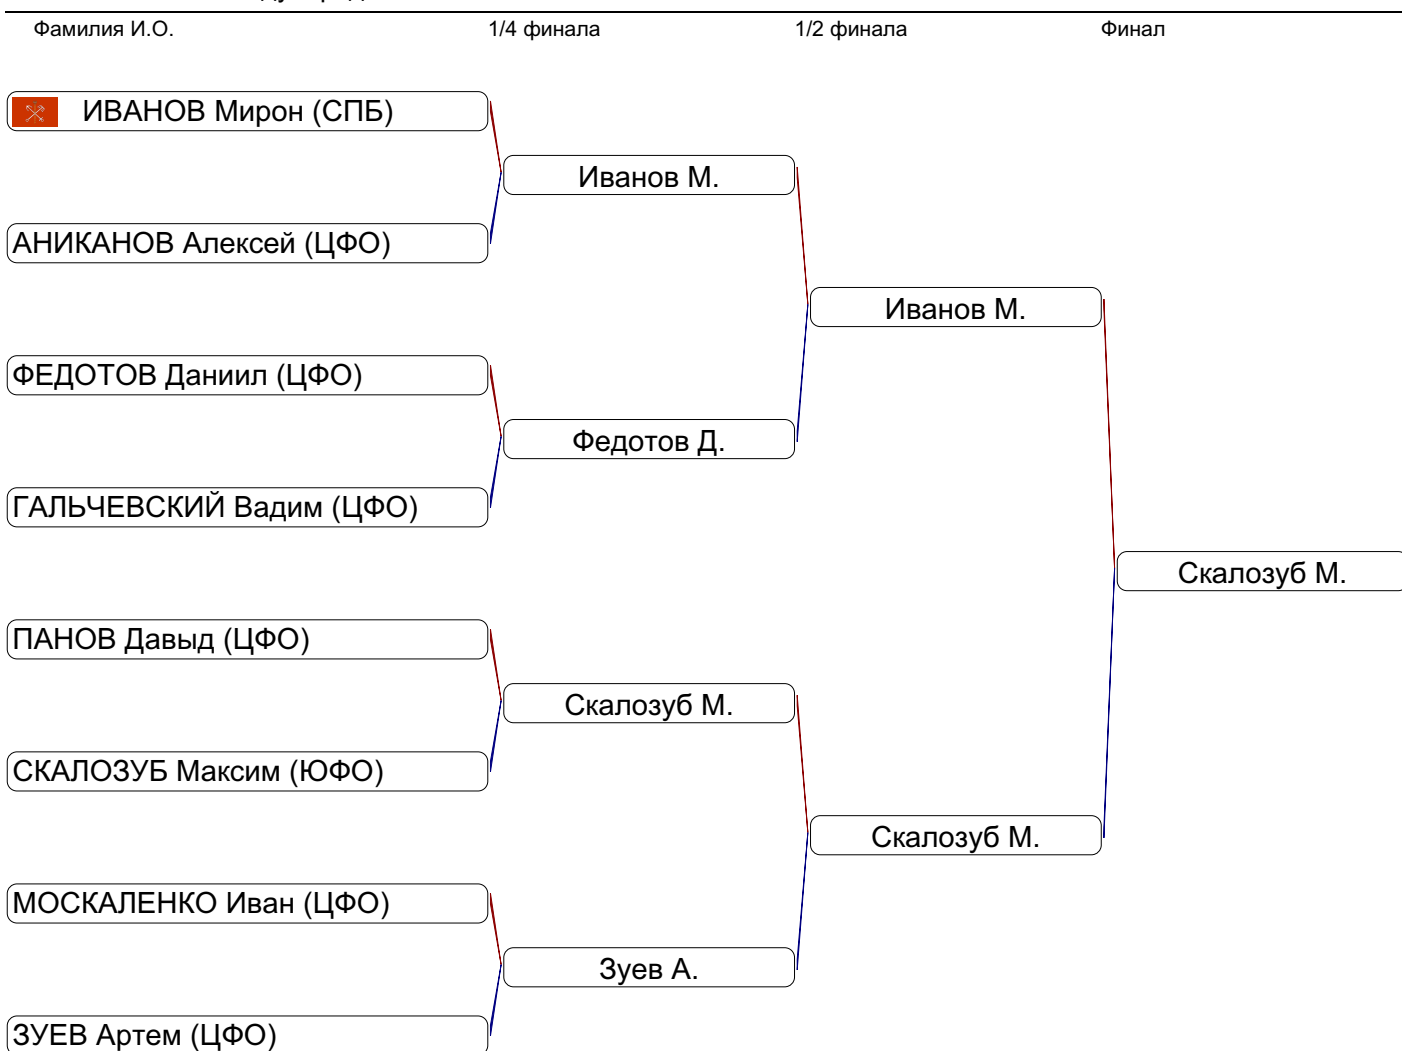 Фамилия И.О. 1/4 финала 1/2 финала Финал
ИВАНОВ Мирон (СПБ)
Иванов М.
АНИКАНОВ Алексей (ЦФО)
Иванов М.
ФЕДОТОВ Даниил (ЦФО)
Федотов Д.
ГАЛЬЧЕВСКИЙ Вадим (ЦФО)
Скалозуб М.
ПАНОВ Давыд (ЦФО)
Скалозуб М.
СКАЛОЗУБ Максим (ЮФО)
Скалозуб М.
МОСКАЛЕНКО Иван (ЦФО)
Зуев А.
ЗУЕВ Артем (ЦФО)